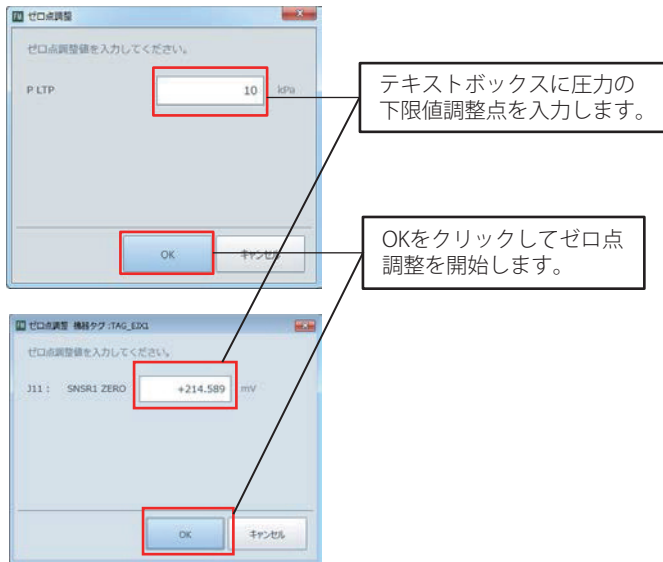 ゼロ点調整
ゼロ点調整値を入力してください。
P LTP
10
kPa
OK
キャンセル
テキストボックスに圧力の
下限値調整点を入力します。
OKをクリックしてゼロ点
調整を開始します。
ゼロ点調整 機器タグ:TAG_EJX1
ゼロ点調整値を入力してください。
J11 : SNSR1 ZERO
+214.589
mV
OK
キャンセル